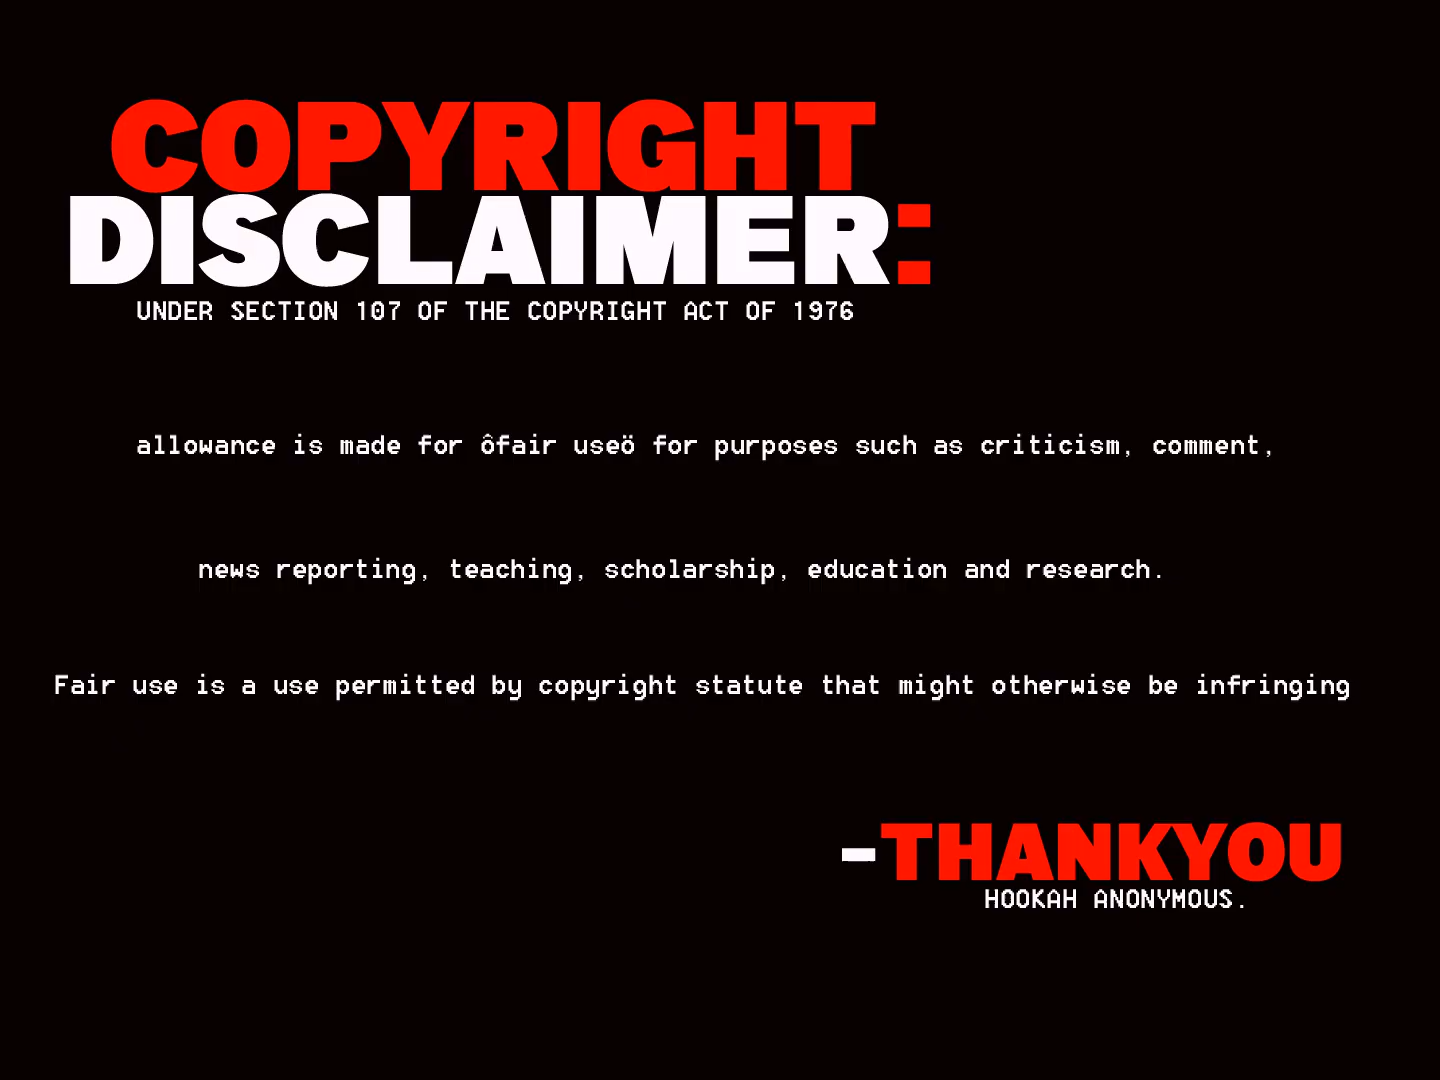 COPYRIGHT
DISCLAIMER:
UNDER SECTION 107 OF THE COPYRIGHT ACT OF 1976
allowance is made for ôfair useö for purposes such as criticism, comment,
news reporting, teaching, scholarship, education and research.
Fair use is a use permitted by copyright statute that might otherwise be infringing
-THANKYOU
HOOKAH ANONYMOUS.